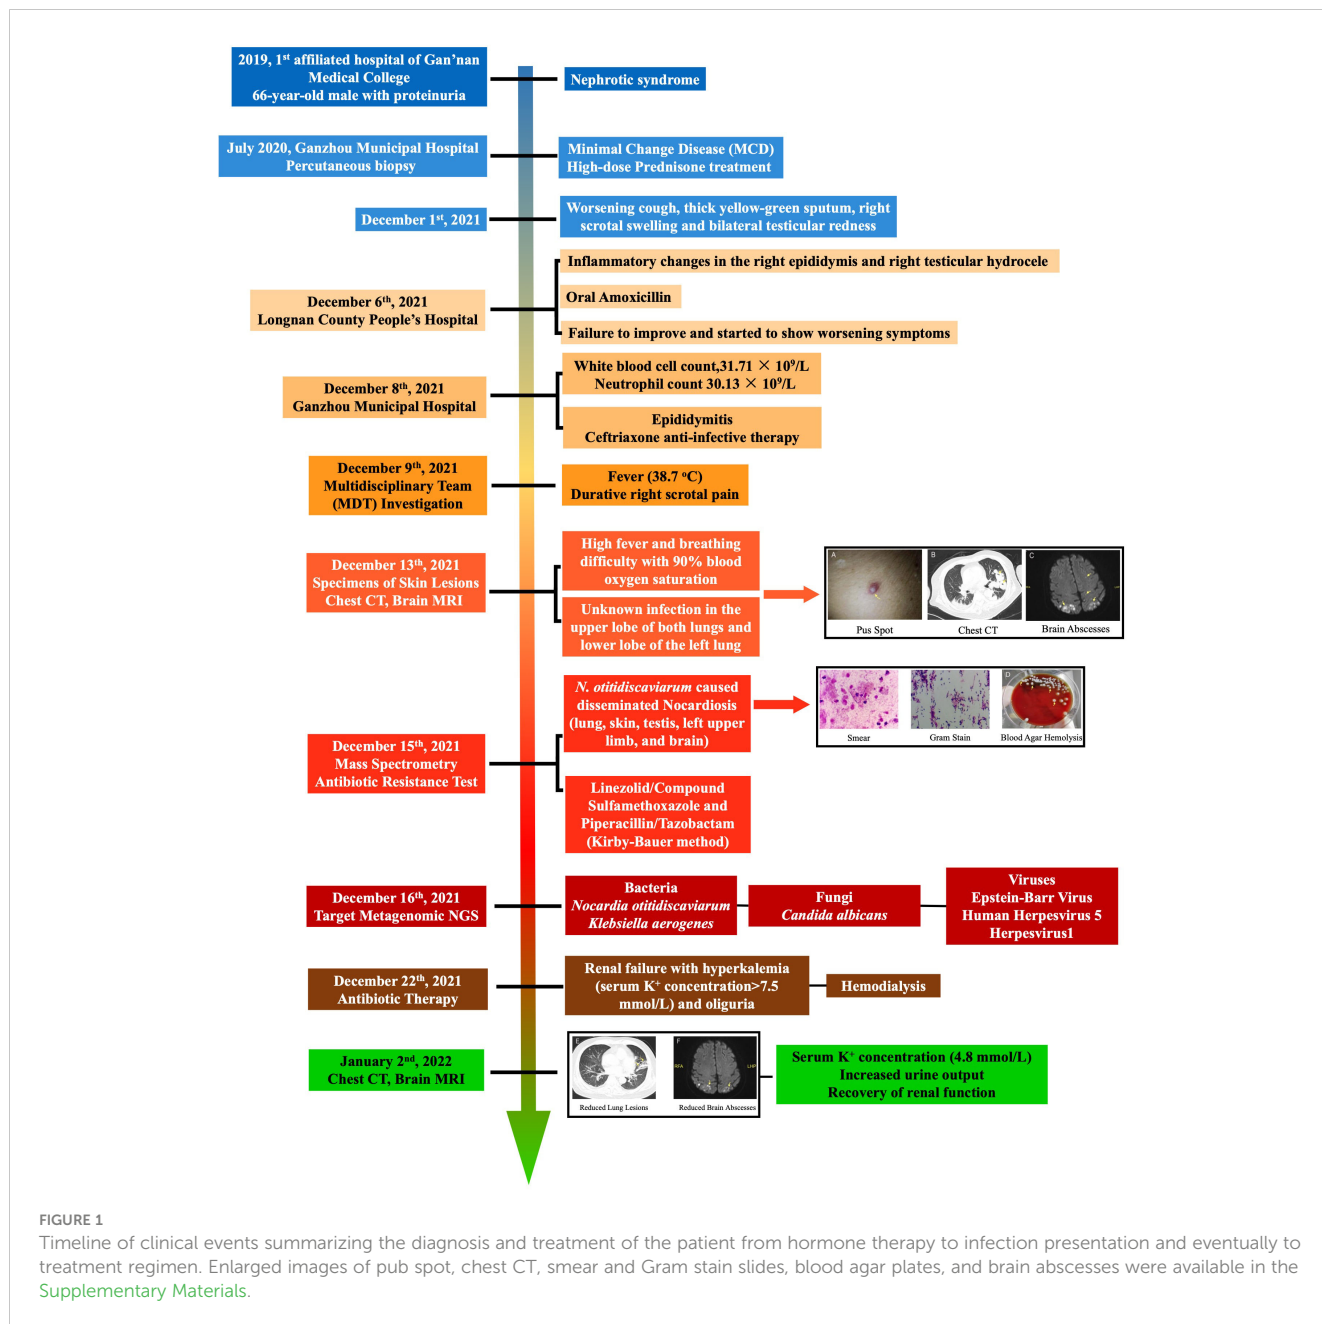 2019, 1st affiliated hospital of Gan'nan
Medical College
66-year-old male with proteinuria
Nephrotic syndrome
July 2020, Ganzhou Municipal Hospital
Percutaneous biopsy
Minimal Change Disease (MCD)
High-dose Prednisone treatment
December 1st, 2021
Worsening cough, thick yellow-green sputum, right
scrotal swelling and bilateral testicular redness
December 6th, 2021
Longnan County People's Hospital
Inflammatory changes in the right epididymis and right testicular hydrocele
Oral Amoxicillin
Failure to improve and started to show worsening symptoms
December 8th, 2021
Ganzhou Municipal Hospital
White blood cell count,31.71 × 10⁹/L
Neutrophil count 30.13 × 10⁹/L
Epididymitis
Ceftriaxone anti-infective therapy
December 9th, 2021
Multidisciplinary Team
(MDT) Investigation
Fever (38.7 °C)
Durative right scrotal pain
December 13th, 2021
Specimens of Skin Lesions
Chest CT, Brain MRI
High fever and breathing
difficulty with 90% blood
oxygen saturation
Unknown infection in the
upper lobe of both lungs and
lower lobe of the left lung
A
B
C
Pus Spot
Chest CT
Brain Abscesses
December 15th, 2021
Mass Spectrometry
Antibiotic Resistance Test
N. otitidiscaviarum caused
disseminated Nocardiosis
(lung, skin, testis, left upper
limb, and brain)
D
Smear
Gram Stain
Blood Agar Hemolysis
Linezolid/Compound
Sulfamethoxazole and
Piperacillin/Tazobactam
(Kirby-Bauer method)
December 16th, 2021
Target Metagenomic NGS
Bacteria
Nocardia otitidiscaviarum
Klebsiella aerogenes
Fungi
Candida albicans
Viruses
Epstein-Barr Virus
Human Herpesvirus 5
Herpesvirus1
December 22th, 2021
Antibiotic Therapy
Renal failure with hyperkalemia
(serum K⁺ concentration>7.5
mmol/L) and oliguria
Hemodialysis
January 2nd, 2022
Chest CT, Brain MRI
E
F
RFA
LHP
Reduced Lung Lesions
Reduced Brain Abscesses
Serum K⁺ concentration (4.8 mmol/L)
Increased urine output
Recovery of renal function
FIGURE 1
Timeline of clinical events summarizing the diagnosis and treatment of the patient from hormone therapy to infection presentation and eventually to
treatment regimen. Enlarged images of pub spot, chest CT, smear and Gram stain slides, blood agar plates, and brain abscesses were available in the
Supplementary Materials.